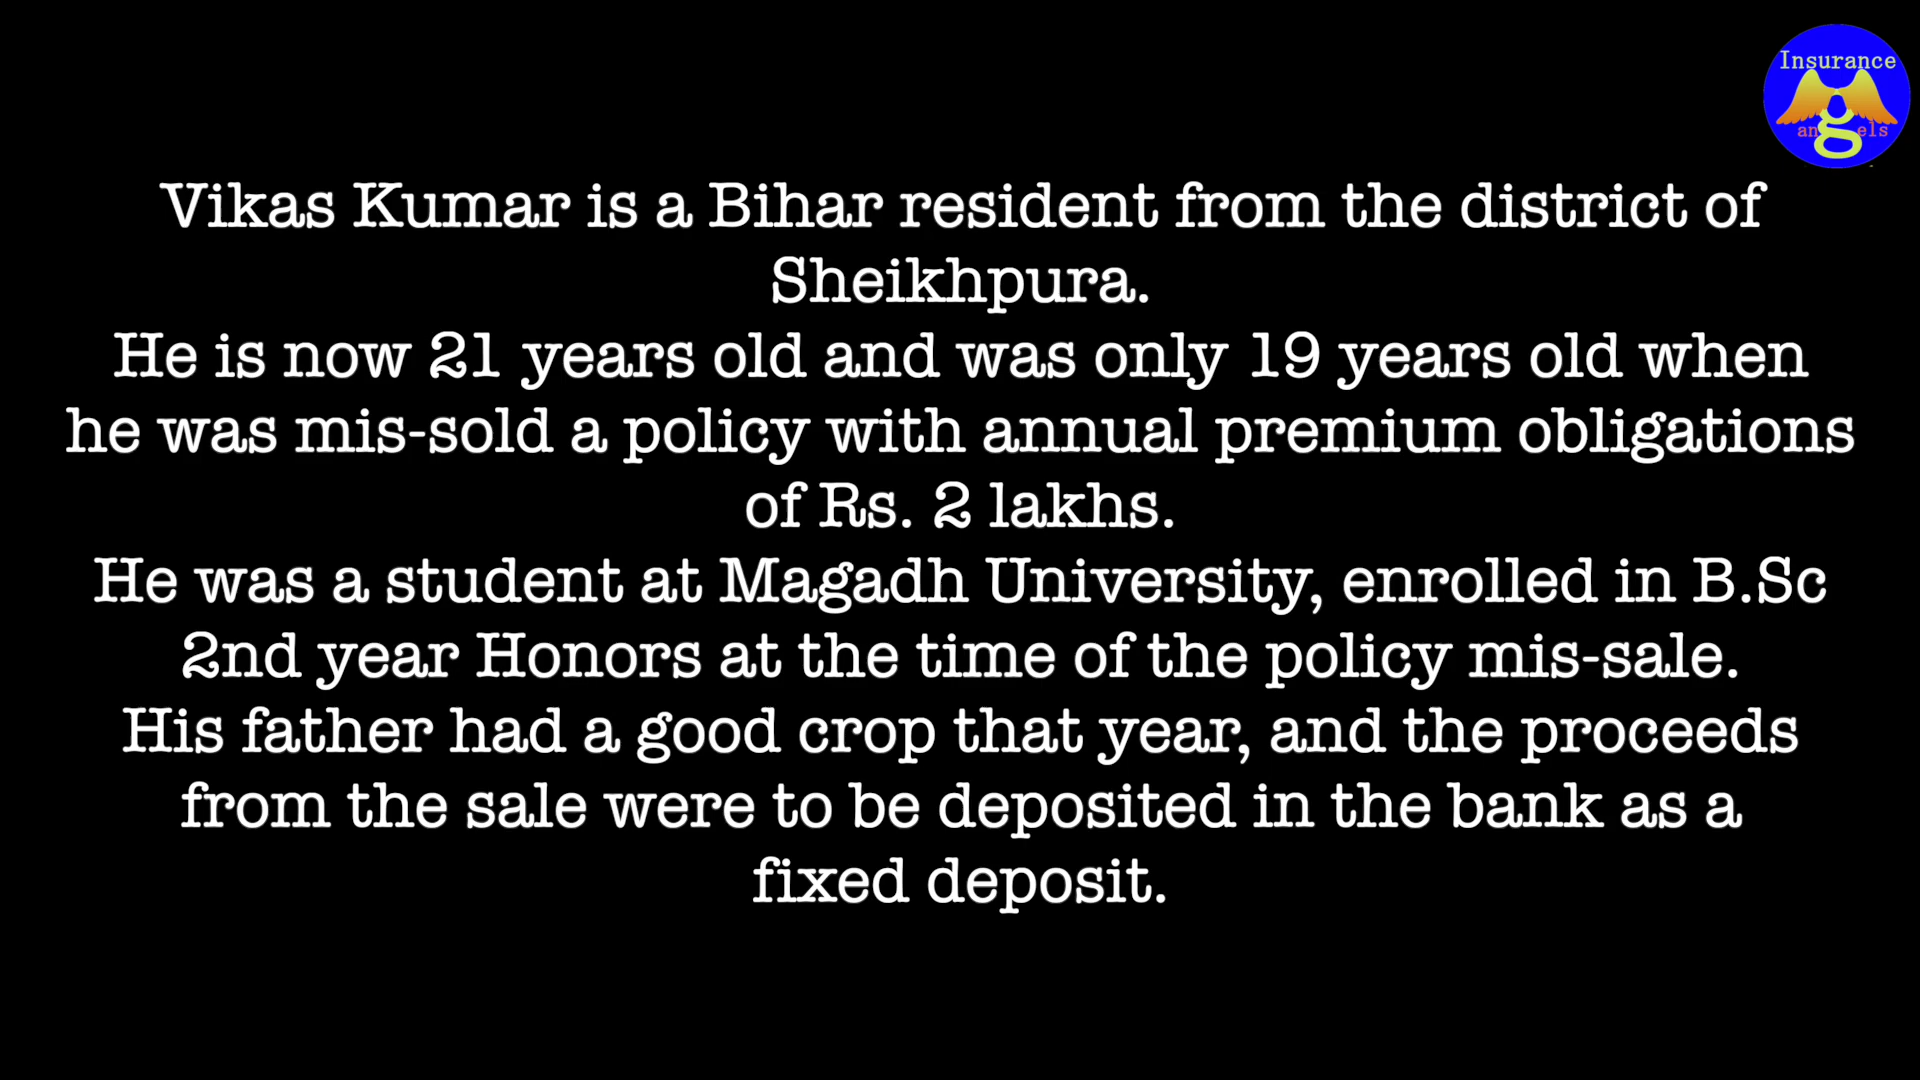 Insurance
angels
Vikas Kumar is a Bihar resident from the district of
Sheikhpura.
He is now 21 years old and was only 19 years old when
he was mis-sold a policy with annual premium obligations
of Rs. 2 lakhs.
He was a student at Magadh University, enrolled in B.Sc
2nd year Honors at the time of the policy mis-sale.
His father had a good crop that year, and the proceeds
from the sale were to be deposited in the bank as a
fixed deposit.